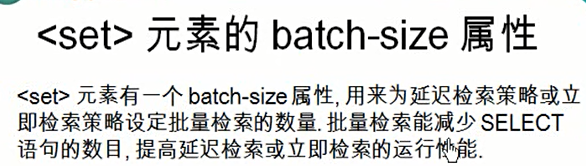 <set> 元素的 batch-size 属性
<set> 元素有一个 batch-size 属性, 用来为延迟检索策略或立
即检索策略设定批量检索的数量. 批量检索能减少 SELECT
语句的数目, 提高延迟检索或立即检索的运行性能.